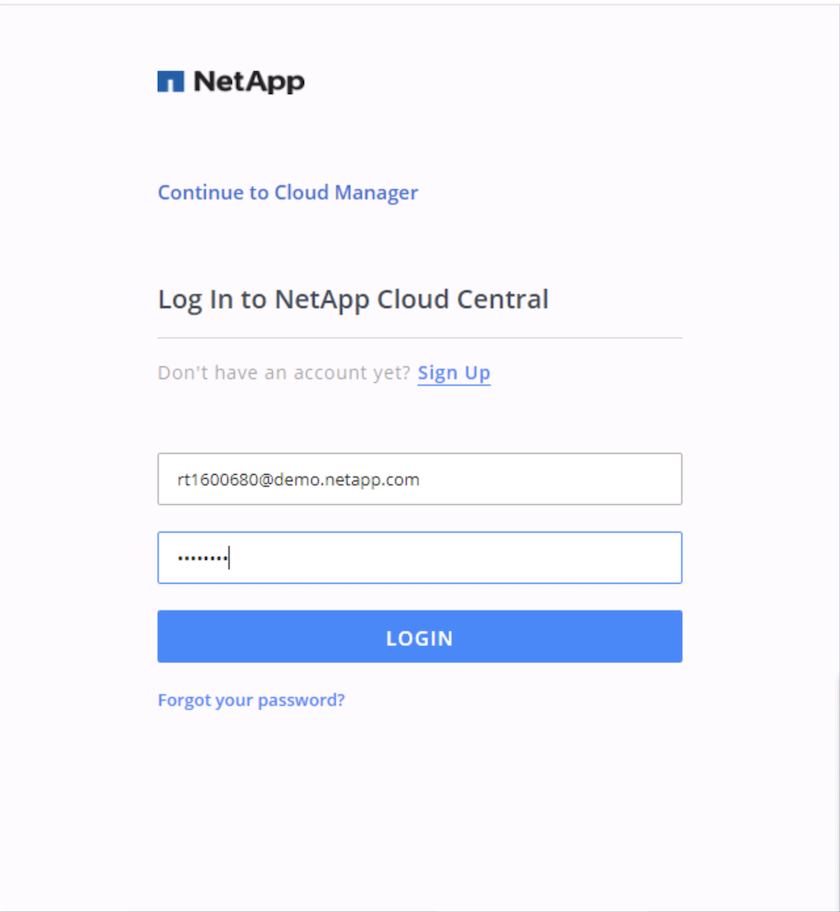 NetApp
Continue to Cloud Manager
Log In to NetApp Cloud Central
Don't have an account yet? Sign Up
rt1600680@demo.netapp.com
••••••••
LOGIN
Forgot your password?